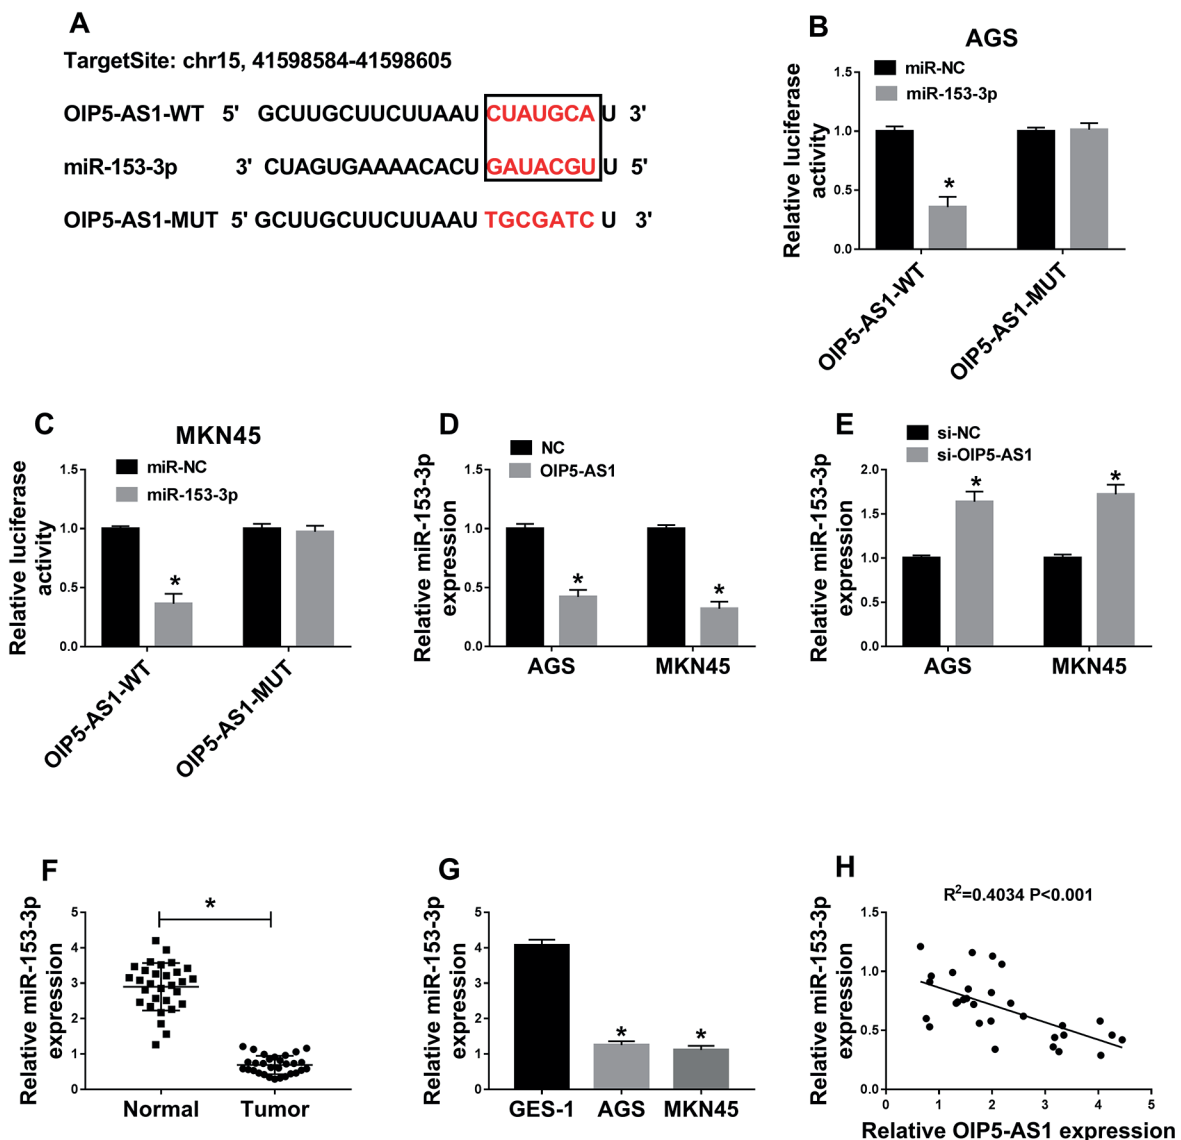 A
TargetSite: chr15, 41598584-41598605
OIP5-AS1-WT 5' GCUUGCUUCUUAAU CUAUGCA U 3'
miR-153-3p 3' CUAGUGAAAACACU GAUACGU U 5'
OIP5-AS1-MUT 5' GCUUGCUUCUUAAU TGCGATC U 3'
B
AGS
miR-NC
miR-153-3p
Relative luciferase
activity
1.5
1.0
0.5
0.0
*
OIP5-AS1-WT
OIP5-AS1-MUT
C
MKN45
miR-NC
miR-153-3p
Relative luciferase
activity
1.5
1.0
0.5
0.0
*
OIP5-AS1-WT
OIP5-AS1-MUT
D
NC
OIP5-AS1
Relative miR-153-3p
expression
1.5
1.0
0.5
0.0
*
*
AGS MKN45
E
si-NC
si-OIP5-AS1
Relative miR-153-3p
expression
2.0
1.5
1.0
0.5
0.0
*
*
AGS MKN45
F
Relative miR-153-3p
expression
5
4
3
2
1
0
*
Normal Tumor
G
Relative miR-153-3p
expression
5
4
3
2
1
0
*
*
GES-1 AGS MKN45
H
R²=0.4034 P<0.001
Relative miR-153-3p
expression
1.5
1.0
0.5
0.0
0 1 2 3 4 5
Relative OIP5-AS1 expression